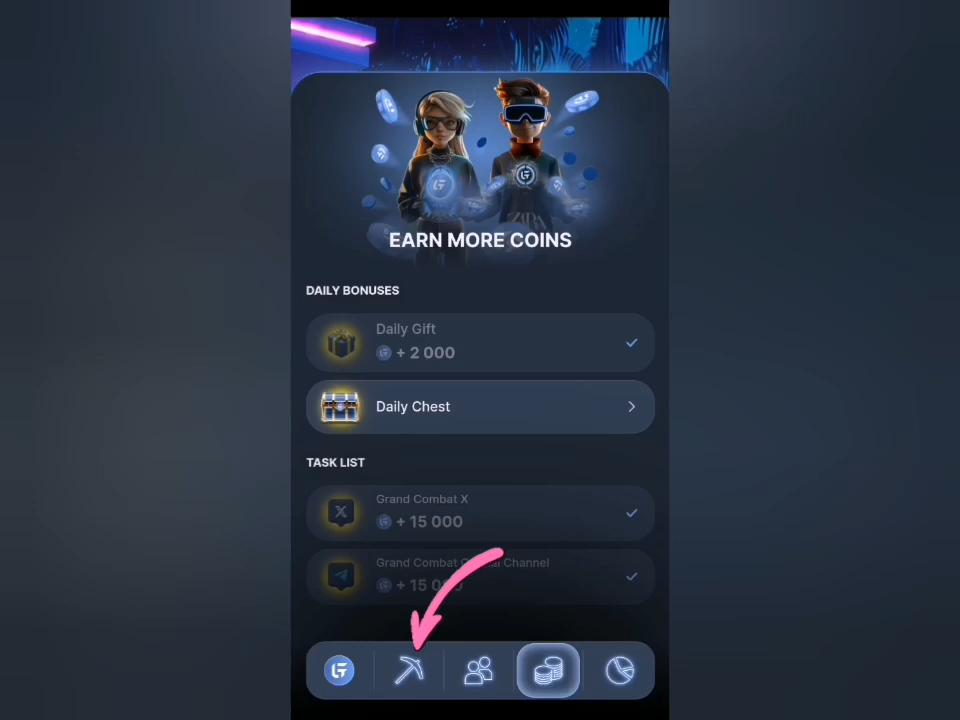 EARN MORE COINS
DAILY BONUSES
Daily Gift
+ 2 000
Daily Chest
TASK LIST
Grand Combat X
+ 15 000
Grand Combat Channel
+ 15 000